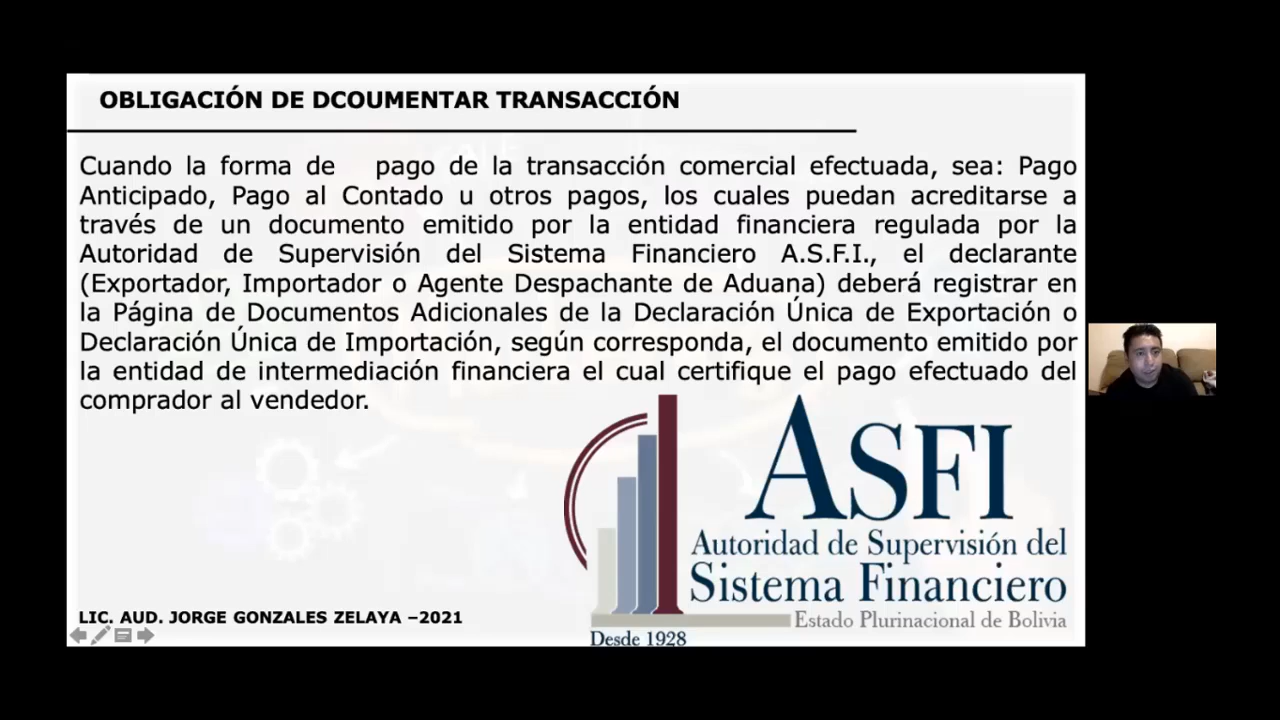 OBLIGACIÓN DE DCOUMENTAR TRANSACCIÓN
Cuando la forma de pago de la transacción comercial efectuada, sea: Pago
Anticipado, Pago al Contado u otros pagos, los cuales puedan acreditarse a
través de un documento emitido por la entidad financiera regulada por la
Autoridad de Supervisión del Sistema Financiero A.S.F.I., el declarante
(Exportador, Importador o Agente Despachante de Aduana) deberá registrar en
la Página de Documentos Adicionales de la Declaración Única de Exportación o
Declaración Única de Importación, según corresponda, el documento emitido por
la entidad de intermediación financiera el cual certifique el pago efectuado del
comprador al vendedor.
ASFI
Autoridad de Supervisión del
Sistema Financiero
Estado Plurinacional de Bolivia
Desde 1928
LIC. AUD. JORGE GONZALES ZELAYA –2021